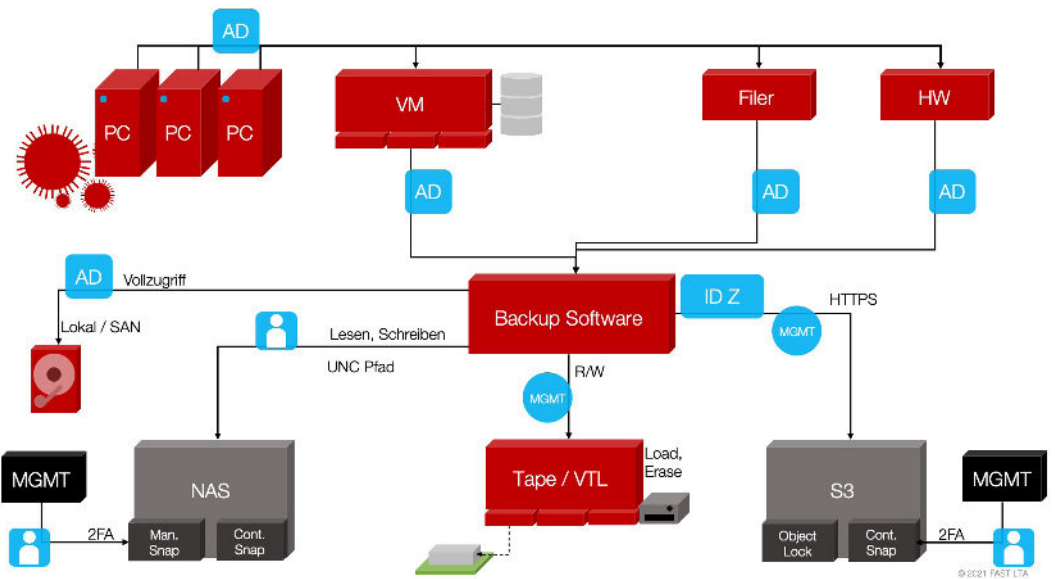 AD
PC
PC
PC
VM
Filer
HW
AD
AD
AD
AD
Vollzugriff
Lokal / SAN
Backup Software
ID Z
HTTPS
MGMT
Lesen, Schreiben
UNC Pfad
R/W
MGMT
MGMT
NAS
Tape / VTL
Load,
Erase
S3
MGMT
2FA
Man.
Snap
Cont.
Snap
Object
Lock
Cont.
Snap
2FA
© 2021 FAST LTA